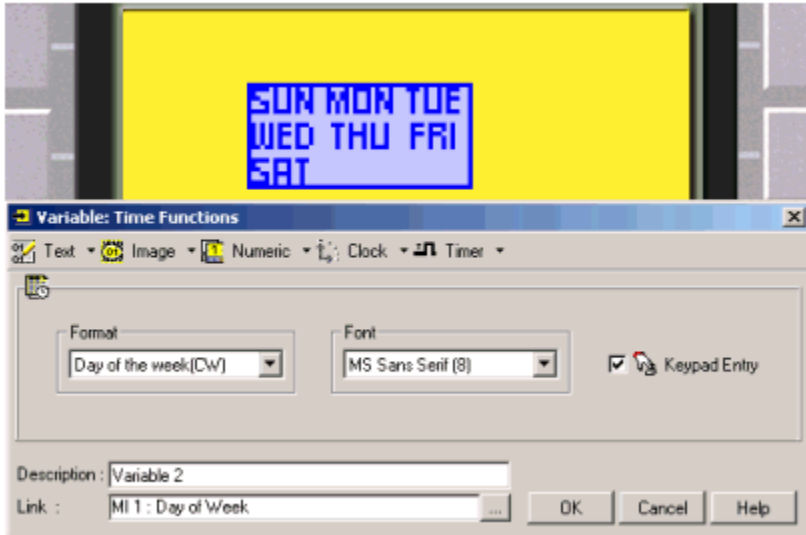 SUN MON TUE
WED THU FRI
SAT
Variable: Time Functions
Text Image Numeric Clock Timer
Format Font
Day of the week(CW) MS Sans Serif (8) Keypad Entry
Description : Variable 2
Link : MI 1 : Day of Week ... OK Cancel Help